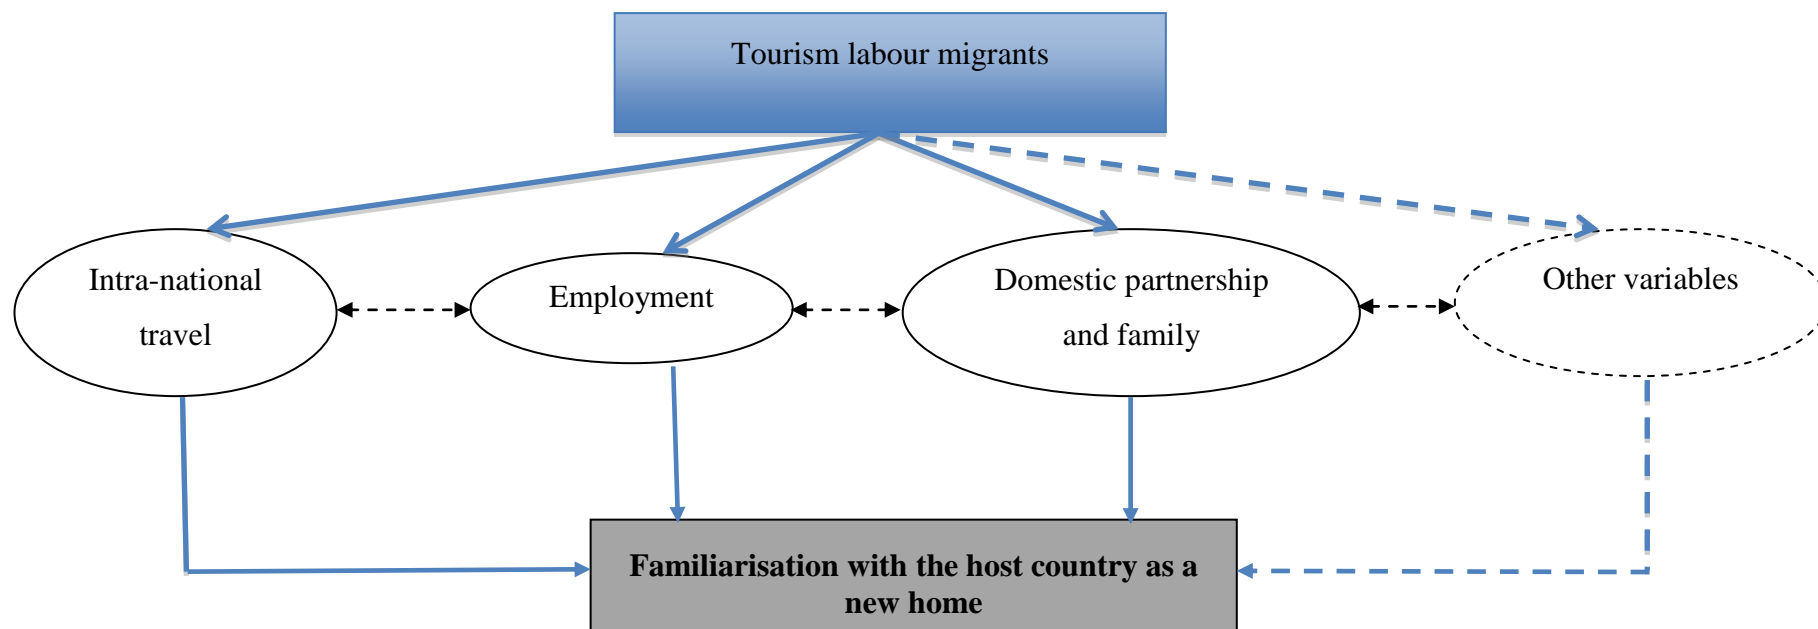 Tourism labour migrants
Intra-national
travel
Employment
Domestic partnership
and family
Other variables
Familiarisation with the host country as a
new home